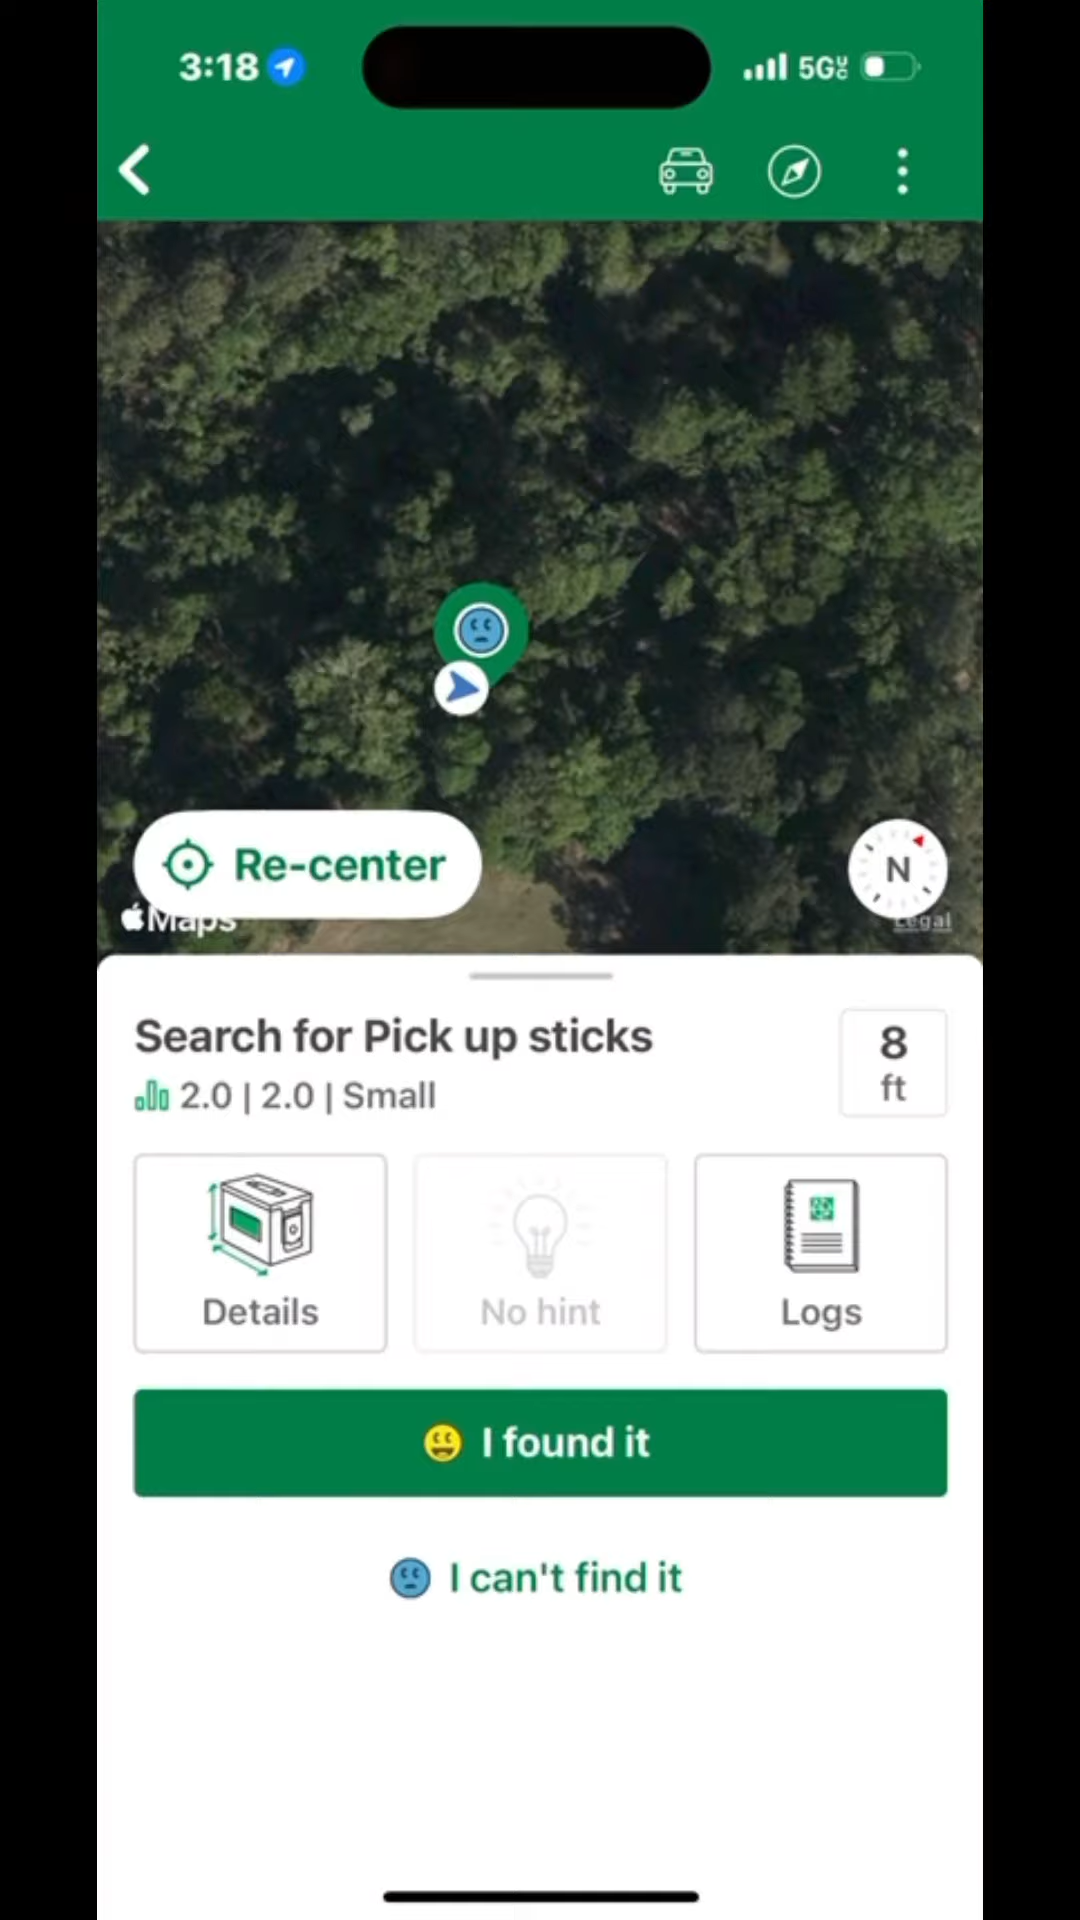 3:18
5G UC
Re-center
N
Maps
Legal
Search for Pick up sticks
8
ft
2.0 | 2.0 | Small
Details
No hint
Logs
I found it
I can't find it